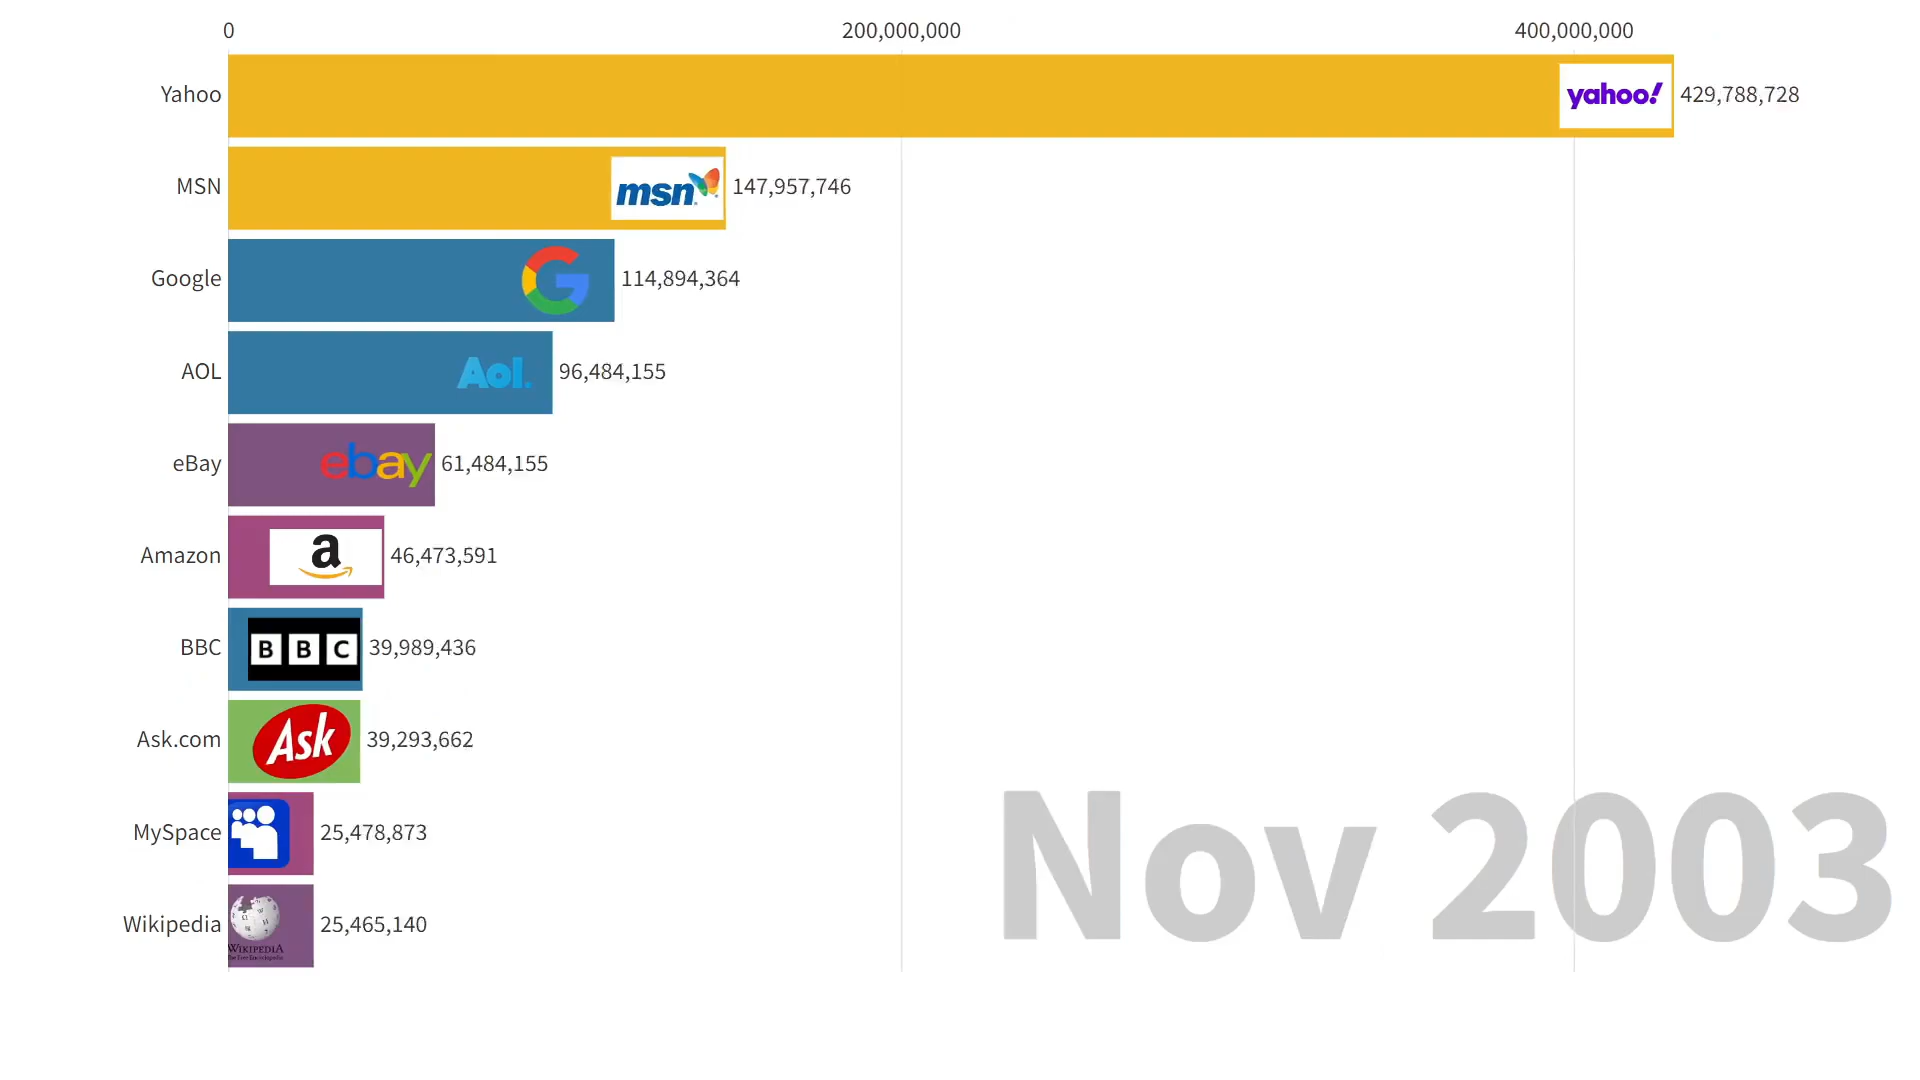 0 200,000,000 400,000,000
Yahoo yahoo! 429,788,728
MSN msn 147,957,746
Google G 114,894,364
AOL Aol. 96,484,155
eBay ebay 61,484,155
Amazon a 46,473,591
BBC BBC 39,989,436
Ask.com Ask 39,293,662
MySpace 25,478,873
Wikipedia WIKIPEDIA 25,465,140
The Free Encyclopedia
Nov 2003